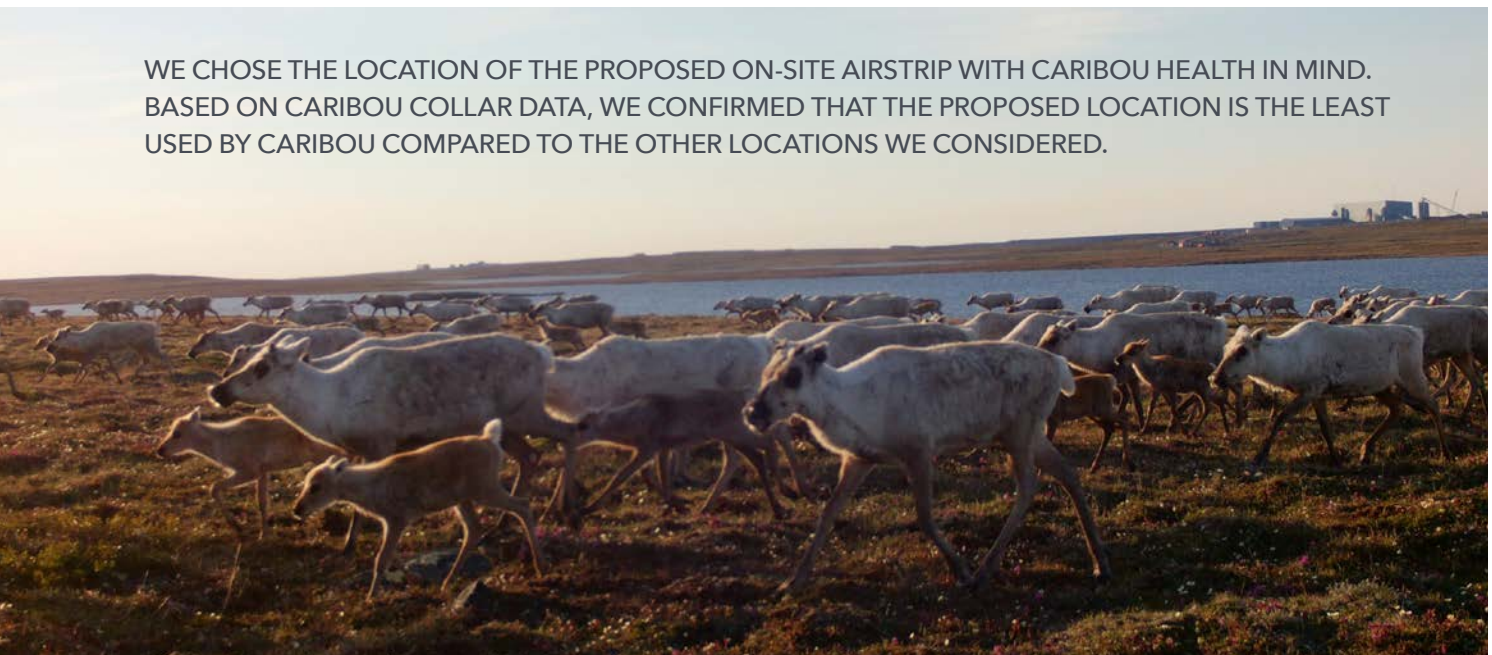 WE CHOSE THE LOCATION OF THE PROPOSED ON-SITE AIRSTRIP WITH CARIBOU HEALTH IN MIND.
BASED ON CARIBOU COLLAR DATA, WE CONFIRMED THAT THE PROPOSED LOCATION IS THE LEAST
USED BY CARIBOU COMPARED TO THE OTHER LOCATIONS WE CONSIDERED.